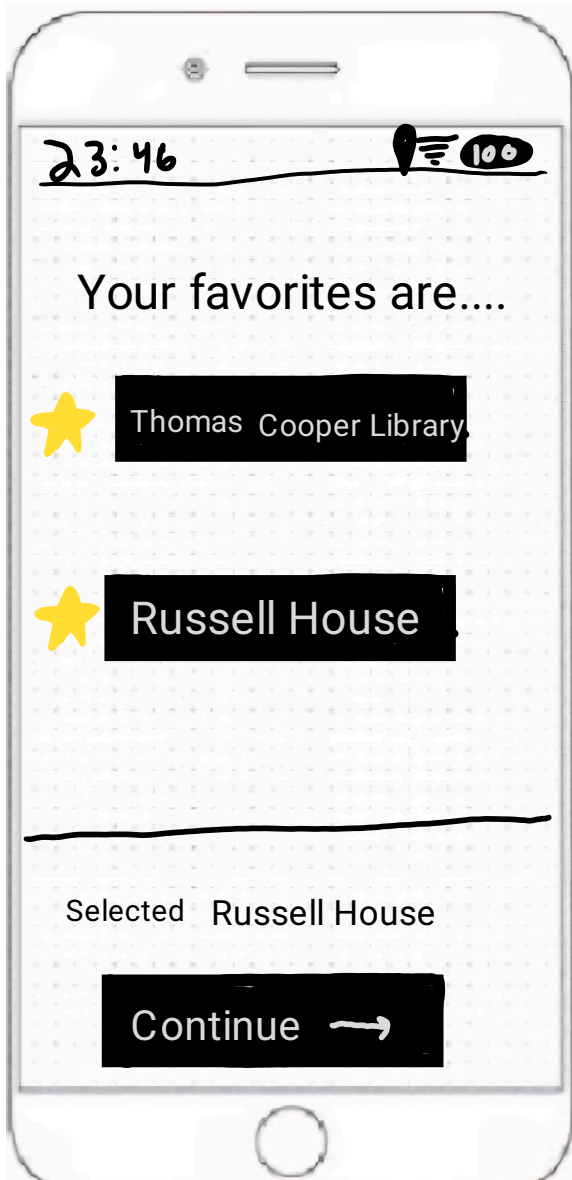 23:46 100
Your favorites are....
Thomas Cooper Library
Russell House
Selected Russell House
Continue →